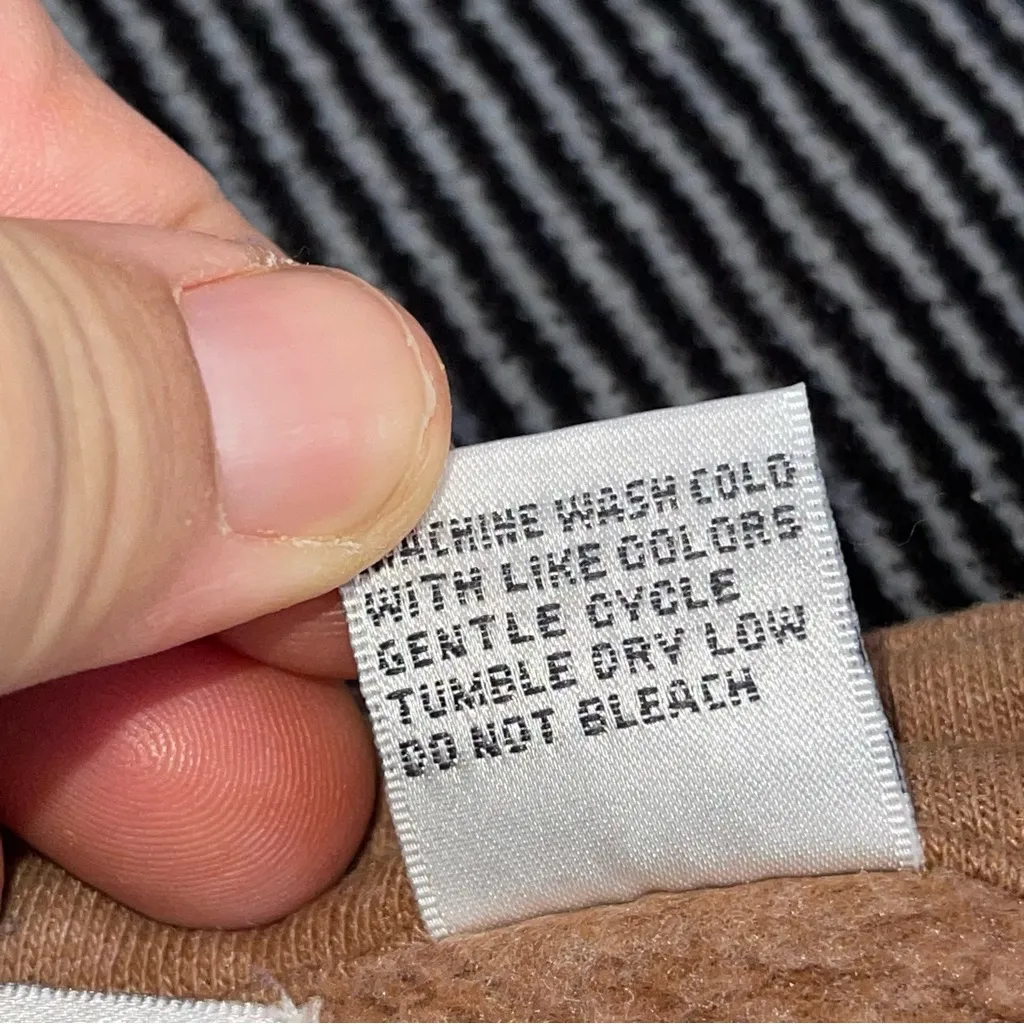 MACHINE WASH COLD
WITH LIKE COLORS
GENTLE CYCLE
TUMBLE DRY LOW
DO NOT BLEACH